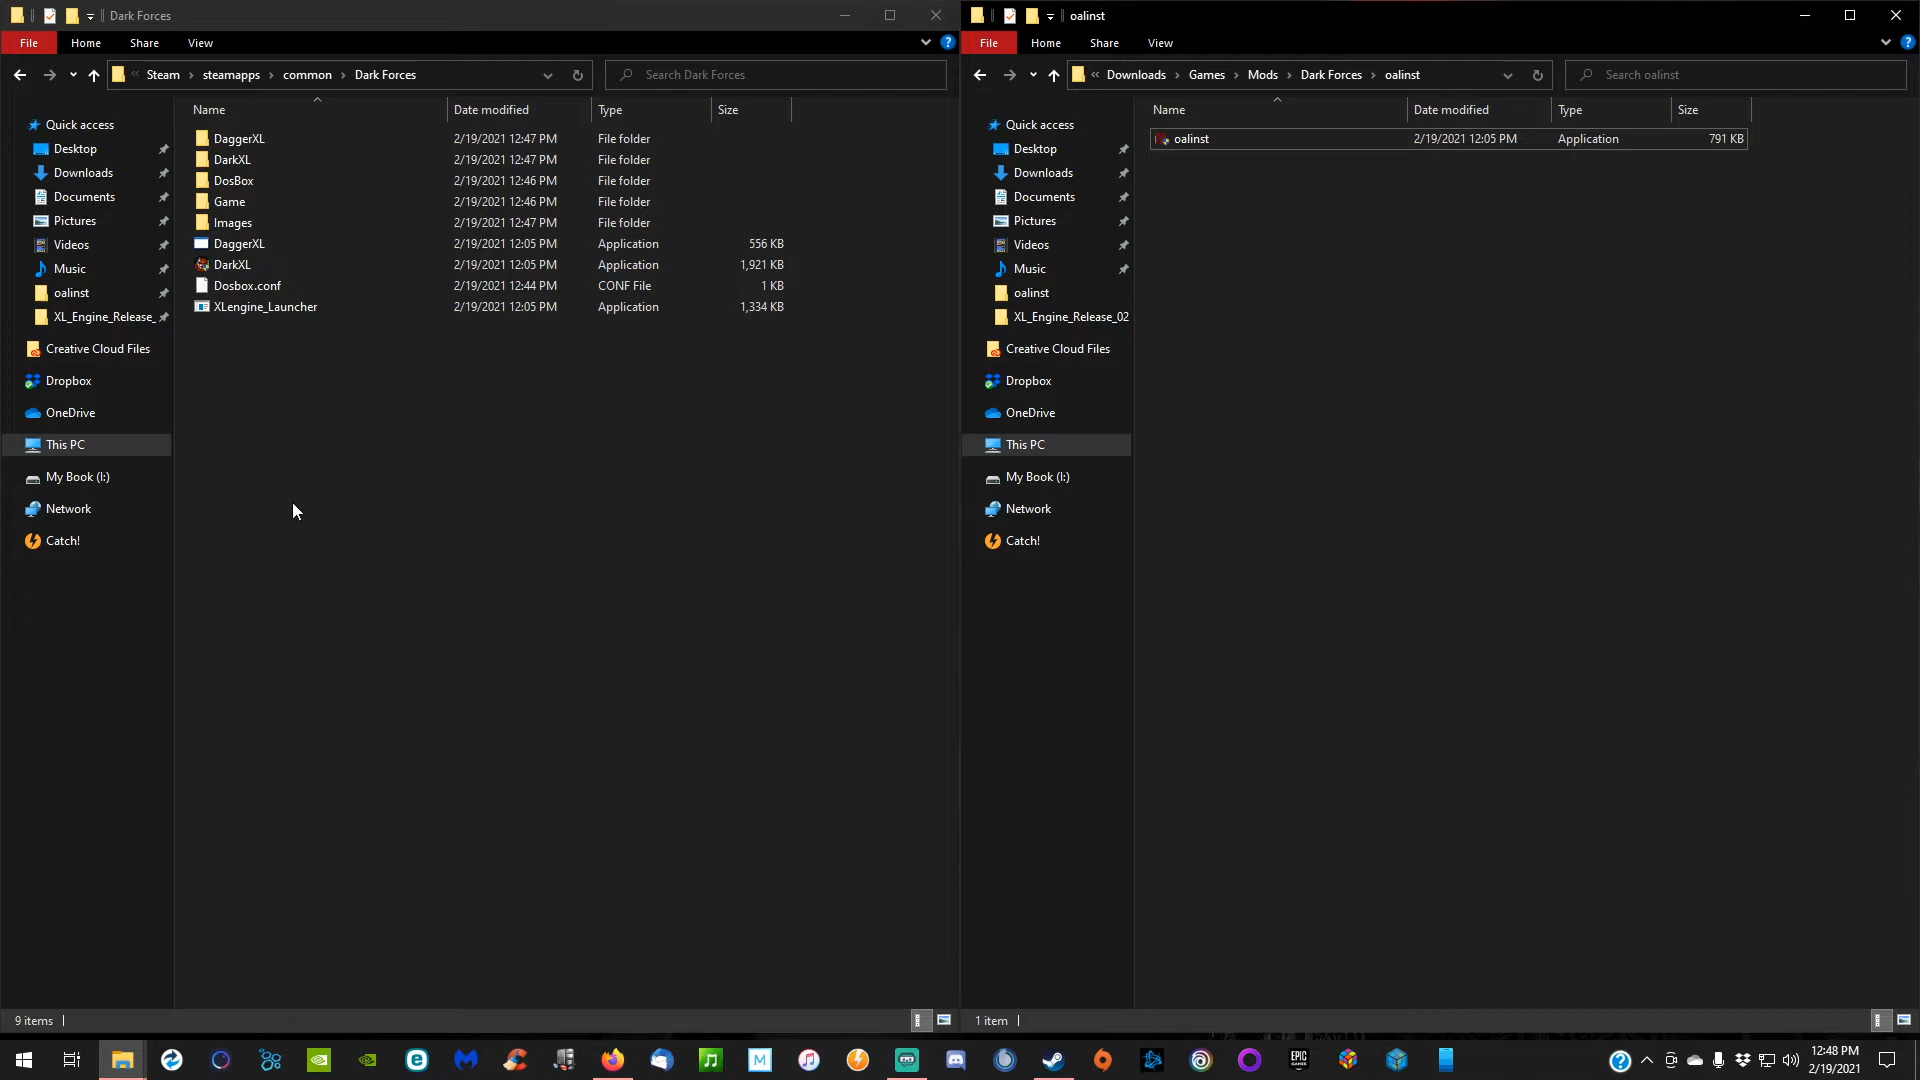 Dark Forces
File Home Share View
Steam steamapps common Dark Forces
Search Dark Forces
Name Date modified Type Size
Quick access
Desktop
Downloads
Documents
Pictures
Videos
Music
oalinst
XL_Engine_Release_
Creative Cloud Files
Dropbox
OneDrive
This PC
My Book (I:)
Network
Catch!
DaggerXL 2/19/2021 12:47 PM File folder
DarkXL 2/19/2021 12:47 PM File folder
DosBox 2/19/2021 12:46 PM File folder
Game 2/19/2021 12:46 PM File folder
Images 2/19/2021 12:47 PM File folder
DaggerXL 2/19/2021 12:05 PM Application 556 KB
DarkXL 2/19/2021 12:05 PM Application 1,921 KB
Dosbox.conf 2/19/2021 12:44 PM CONF File 1 KB
XLengine_Launcher 2/19/2021 12:05 PM Application 1,334 KB
9 items
oalinst
File Home Share View
Downloads Games Mods Dark Forces oalinst
Search oalinst
Name Date modified Type Size
Quick access
Desktop
Downloads
Documents
Pictures
Videos
Music
oalinst
XL_Engine_Release_02
Creative Cloud Files
Dropbox
OneDrive
This PC
My Book (I:)
Network
Catch!
oalinst 2/19/2021 12:05 PM Application 791 KB
1 item
EPIC GAMES
12:48 PM
2/19/2021